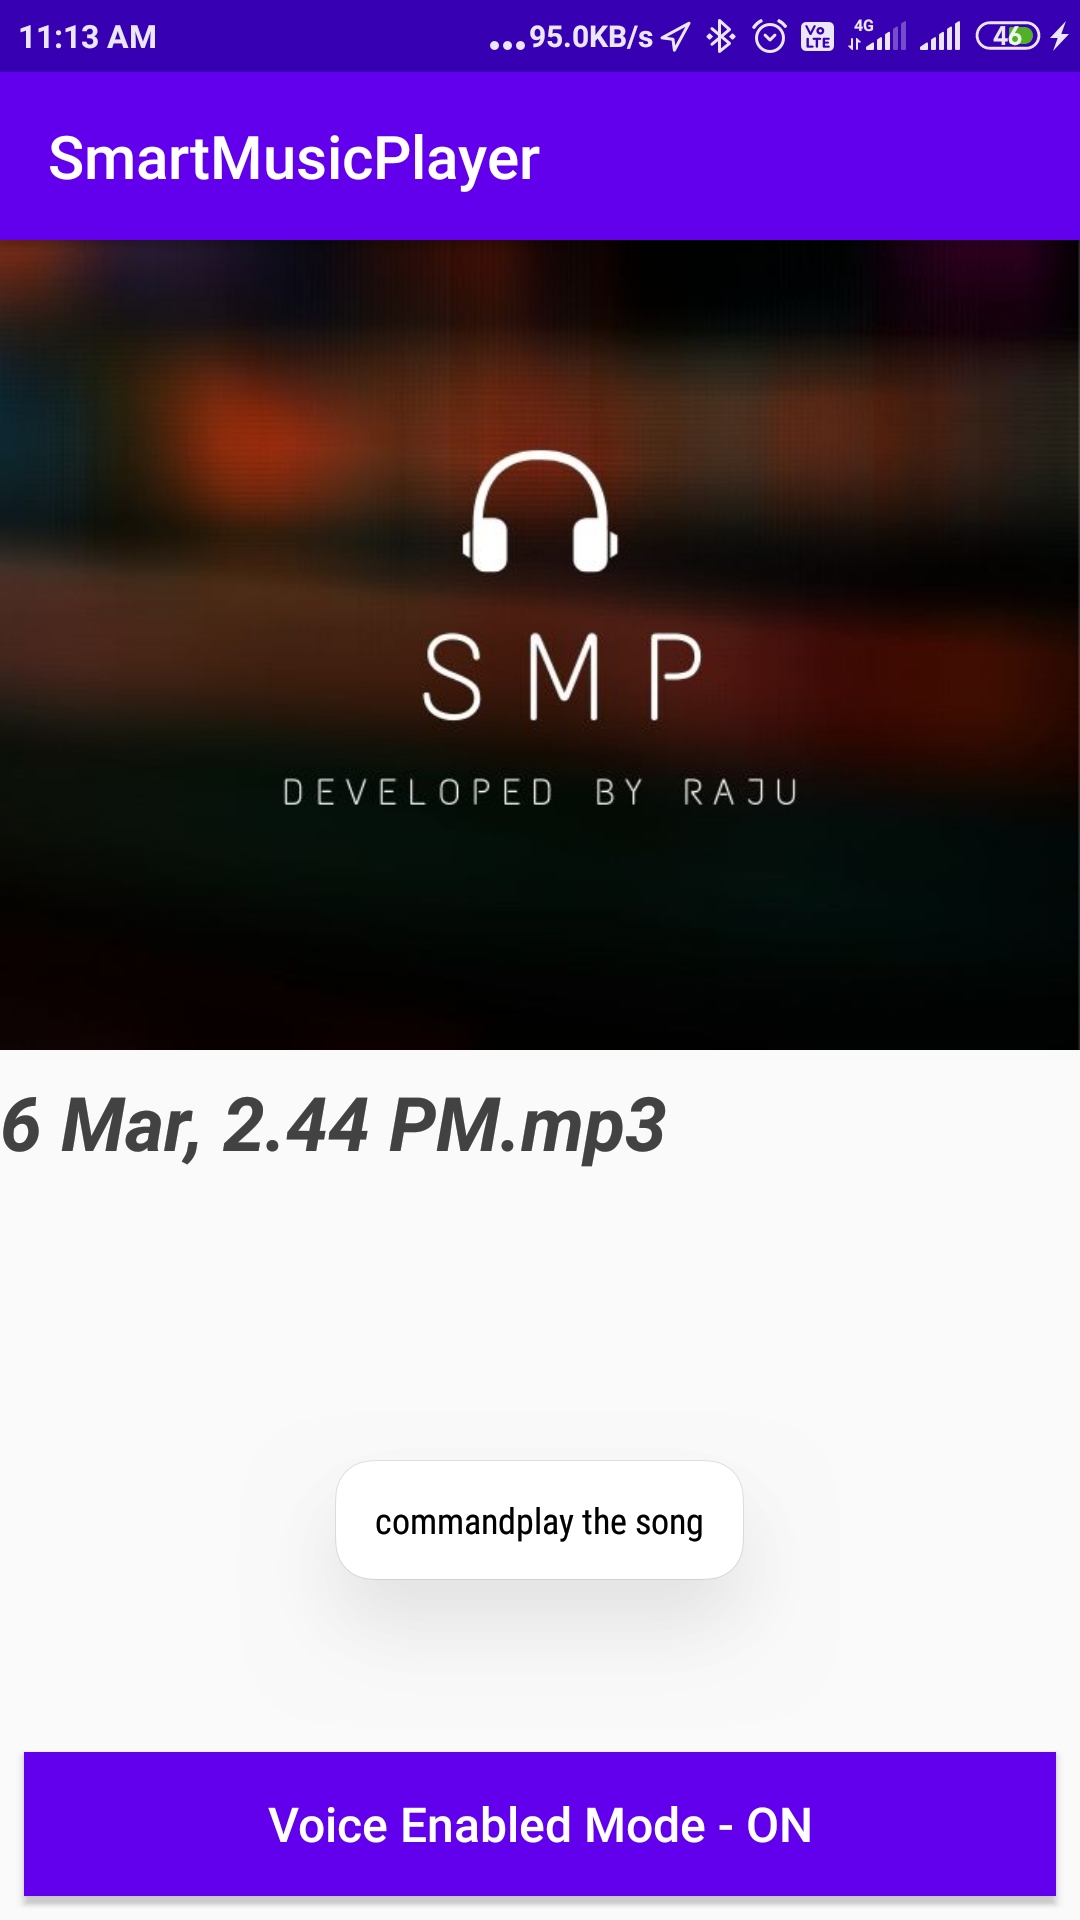 11:13 AM
...95.0KB/s
Vo LTE
4G
46
SmartMusicPlayer
SMP
DEVELOPED BY RAJU
6 Mar, 2.44 PM.mp3
commandplay the song
Voice Enabled Mode - ON